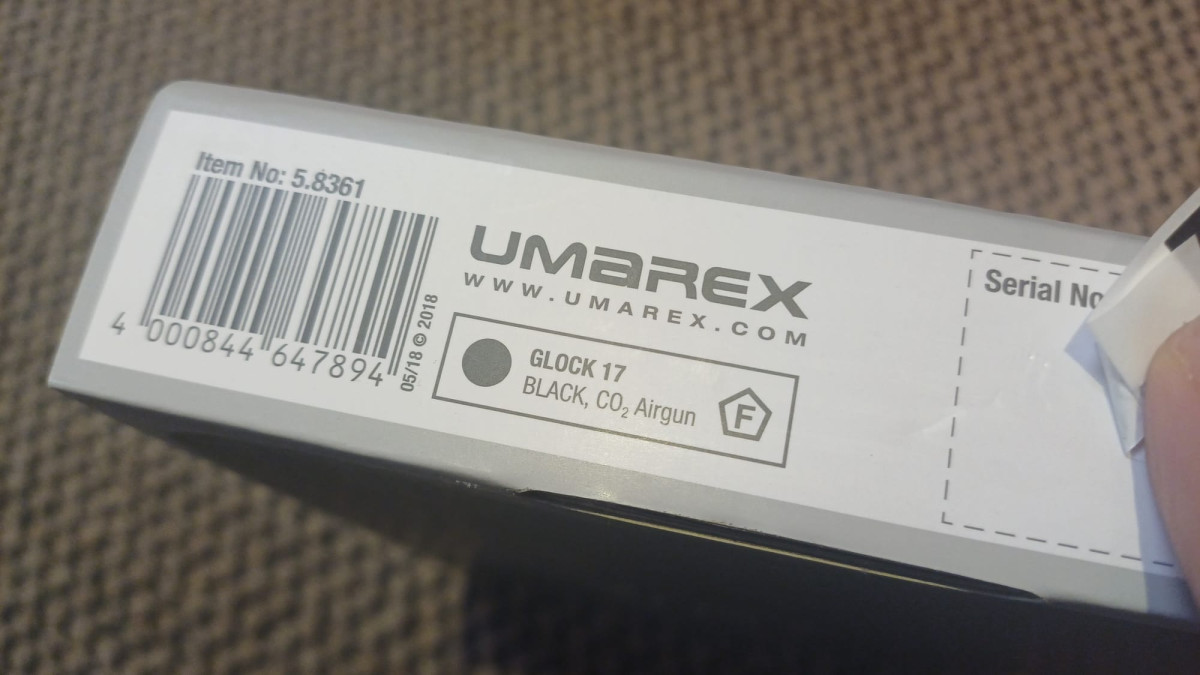 Item No: 5.8361
4 000844 647894
05/18 © 2018
UMAREX
WWW.UMAREX.COM
GLOCK 17
BLACK, CO₂ Airgun
F
Serial No